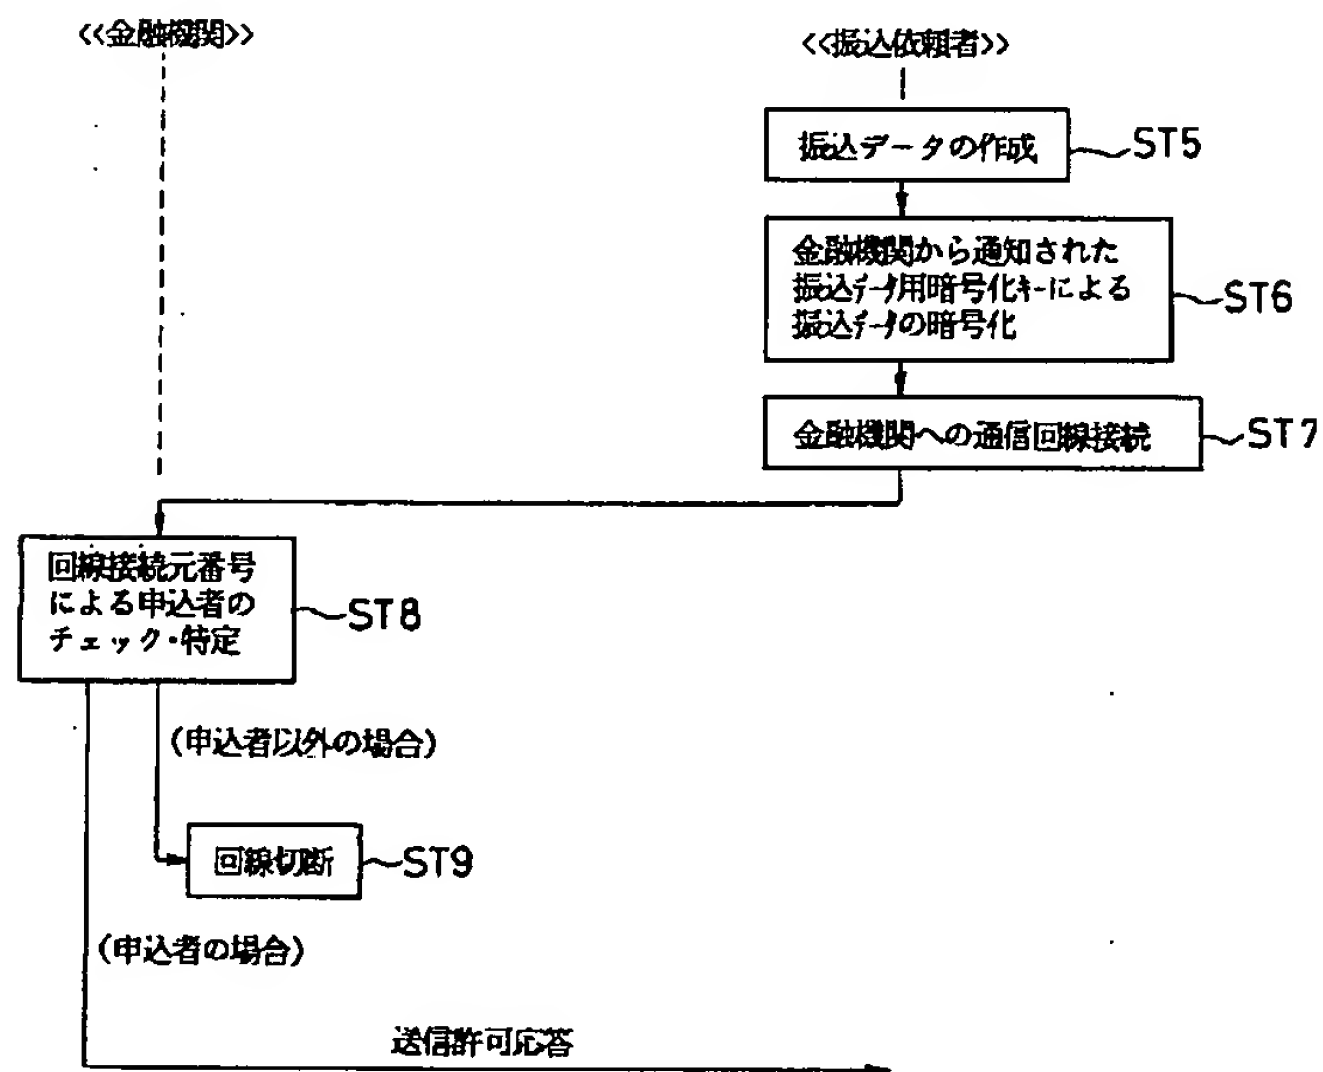 <<金融機関>>
<<振込依頼者>>
振込データの作成
ST5
金融機関から通知された
振込データ用暗号化キーによる
振込データの暗号化
ST6
金融機関への通信回線接続
ST7
回線接続元番号
による申込者の
チェック・特定
ST8
(申込者以外の場合)
回線切断
ST9
(申込者の場合)
送信許可応答